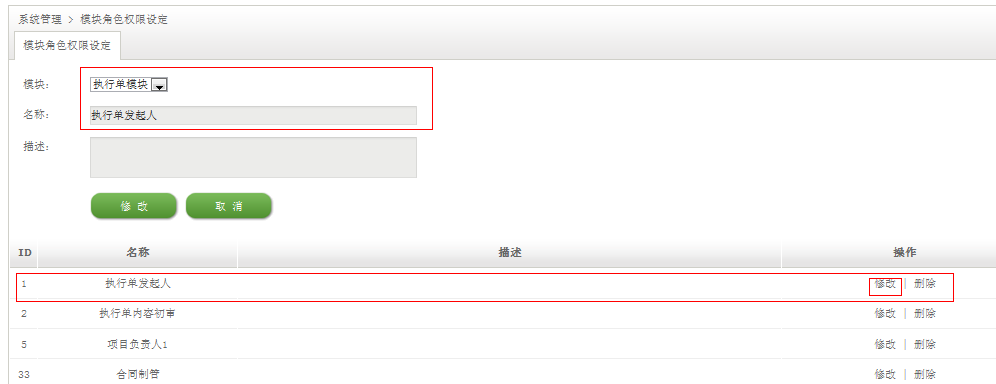 系统管理 > 模块角色权限设定
模块角色权限设定
模块: 执行单模块
名称: 执行单发起人
描述:
修 改 取 消
ID 名称 描述 操作
1 执行单发起人 修改 | 删除
2 执行单内容初审 修改 | 删除
5 项目负责人1 修改 | 删除
33 合同制管 修改 | 删除